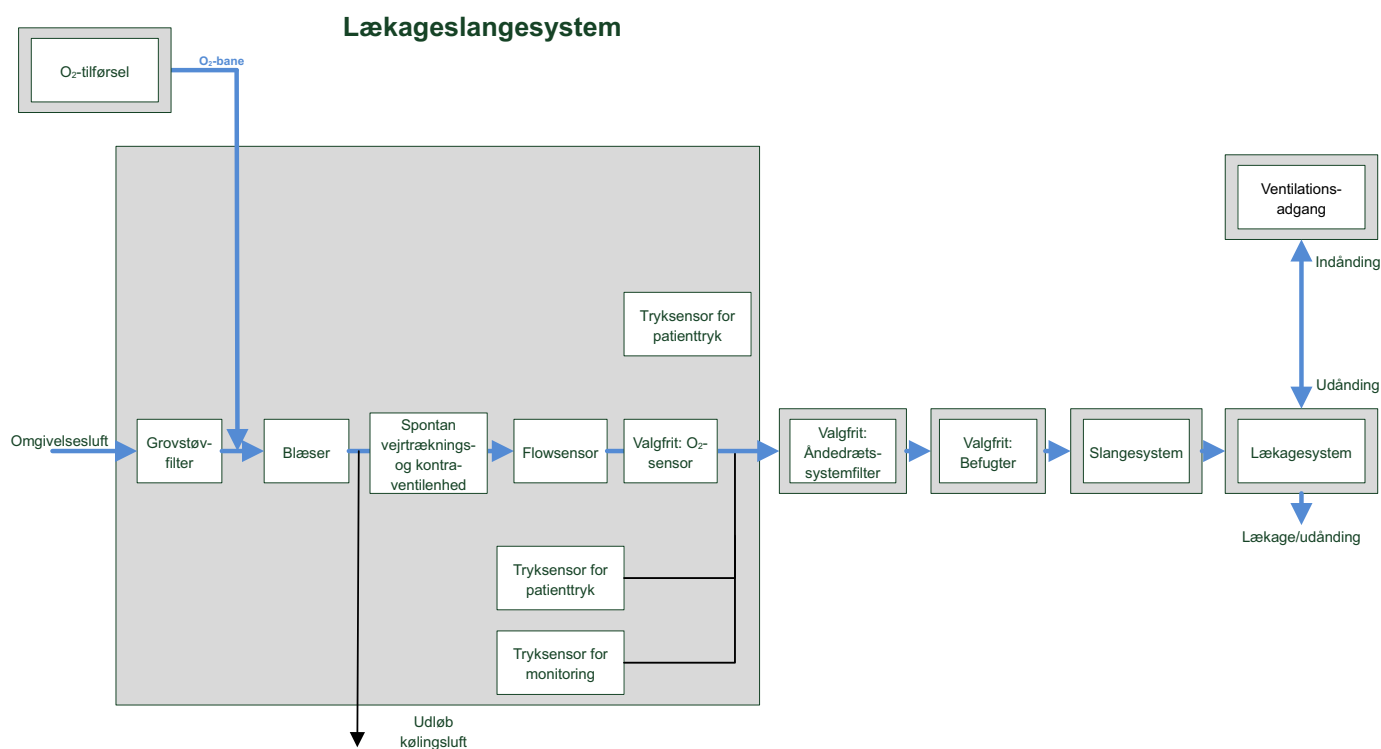 Lækageslangesystem
O₂-tilførsel
O₂-bane
Ventilations-
adgang
Indånding
Udånding
Tryksensor for
patienttryk
Omgivelsesluft
Grovstøv-
filter
Blæser
Spontan
vejrtræknings-
og kontra-
ventilenhed
Flowsensor
Valgfrit: O₂-
sensor
Valgfrit:
Åndedræts-
systemfilter
Valgfrit:
Befugter
Slangesystem
Lækagesystem
Lækage/udånding
Tryksensor for
patienttryk
Tryksensor for
monitoring
Udløb
kølingsluft